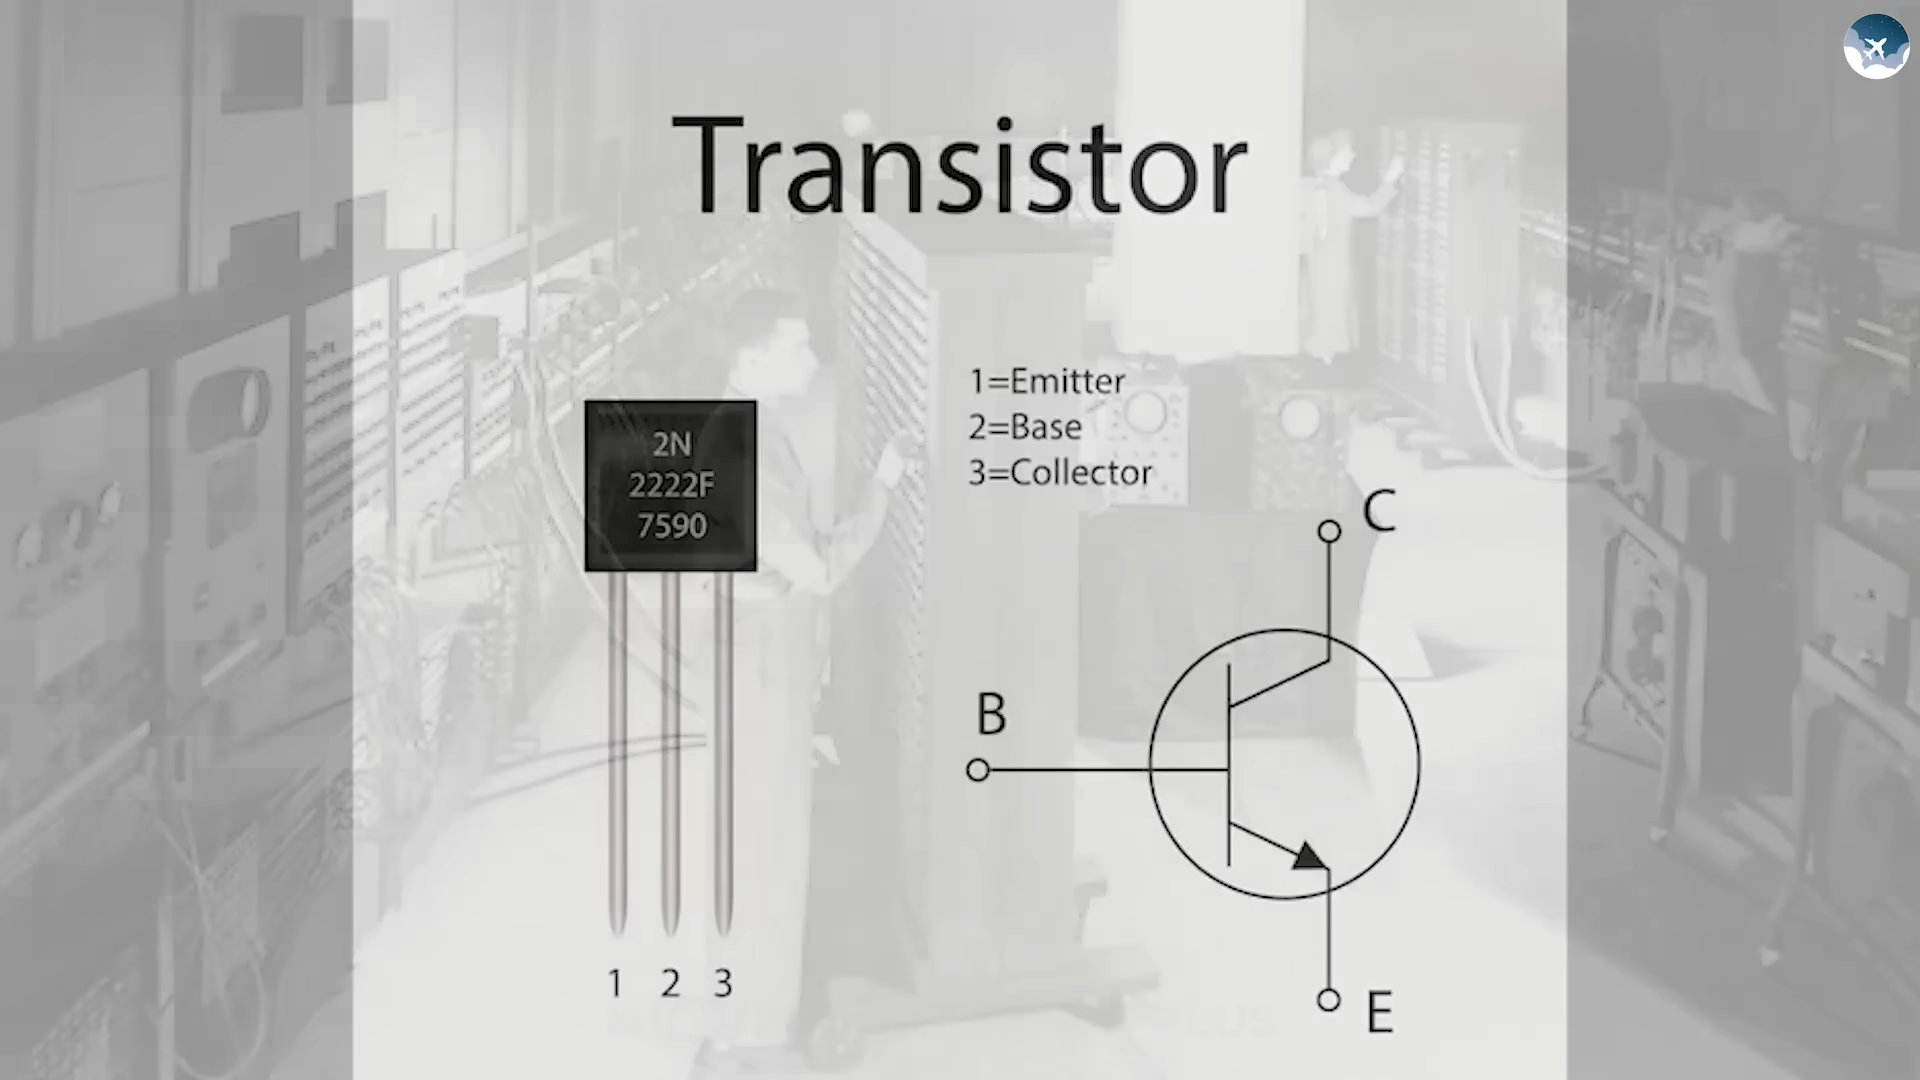 Transistor
2N
2222F
7590
1=Emitter
2=Base
3=Collector
C
B
E
1 2 3